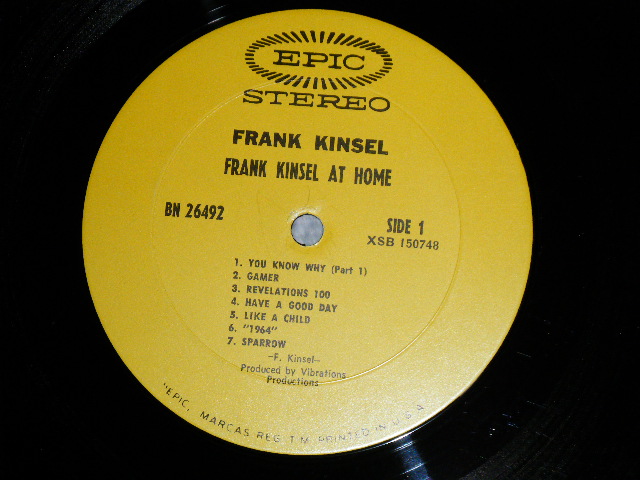 EPIC
STEREO
FRANK KINSEL
FRANK KINSEL AT HOME
BN 26492
SIDE 1
XSB 150748
1. YOU KNOW WHY (Part 1)
2. GAMER
3. REVELATIONS 100
4. HAVE A GOOD DAY
5. LIKE A CHILD
6. "1964"
7. SPARROW
-F. Kinsel-
Produced by Vibrations
Productions
"EPIC, MARCAS REG. T.M. PRINTED IN U.S.A.